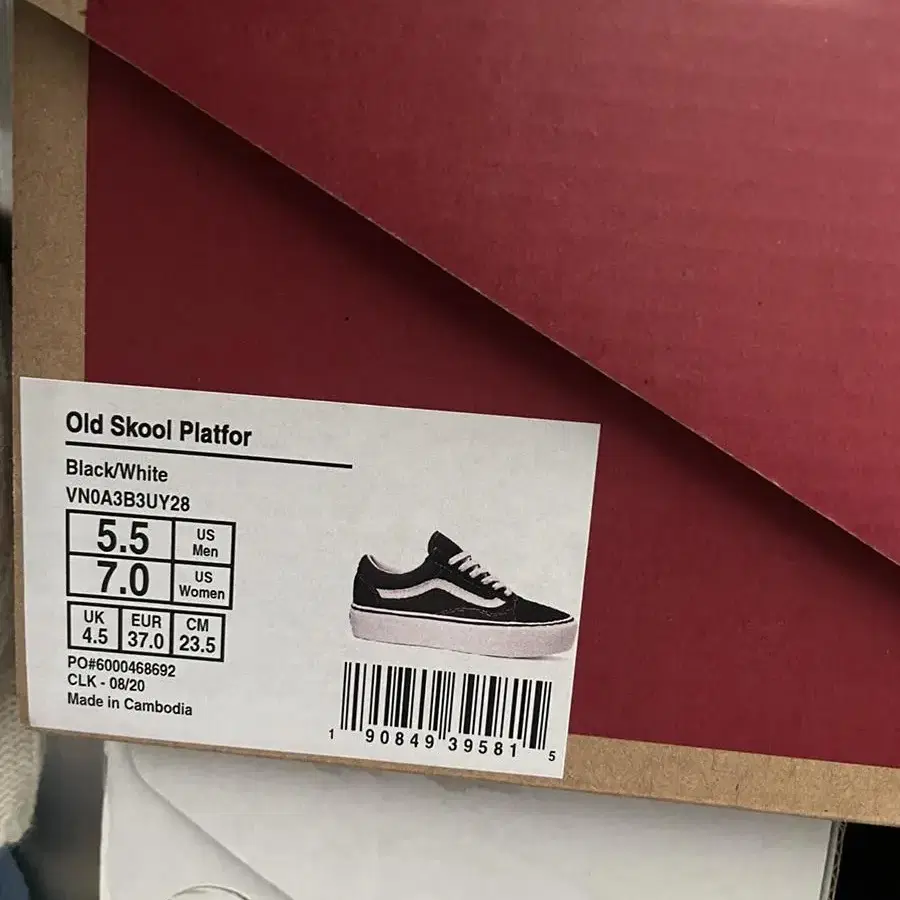 Old Skool Platfor
Black/White
VN0A3B3UY28
5.5 US Men
7.0 US Women
UK EUR CM
4.5 37.0 23.5
PO#6000468692
CLK - 08/20
Made in Cambodia
1 90849 39581 5